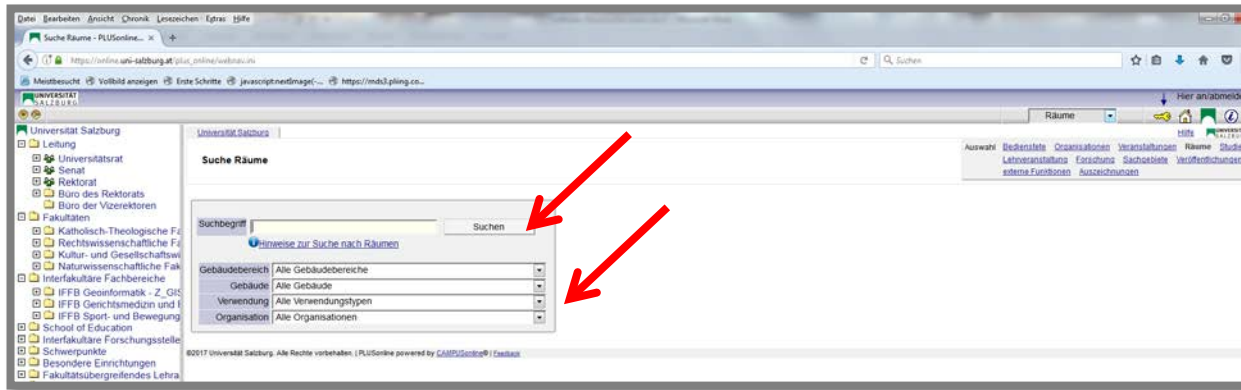 Datei Bearbeiten Ansicht Chronik Lesezeichen Extras Hilfe
Suche Räume - PLUSonline... × +
https://online.uni-salzburg.at/plus_online/webnav.ini
Suchen
Meistbesucht Vollbild anzeigen Erste Schritte javascript:nextImage(-... https://mds3.pliing.co...
UNIVERSITÄT
SALZBURG
Hier an/abmelde
Räume
Hilfe
Universität Salzburg
Auswahl Bedienstete Organisationen Veranstaltungen Räume Studie
Lehrveranstaltung Forschung Sachgebiete Veröffentlichungen
externe Funktionen Auszeichnungen
Suche Räume
Universität Salzburg
Leitung
Universitätsrat
Senat
Rektorat
Büro des Rektorats
Büro der Vizerektoren
Fakultäten
Katholisch-Theologische Fa
Rechtswissenschaftliche Fa
Kultur- und Gesellschaftswi
Naturwissenschaftliche Fak
Interfakultäre Fachbereiche
IFFB Geoinformatik - Z_GIS
IFFB Gerichtsmedizin und
IFFB Sport- und Bewegung
School of Education
Interfakultäre Forschungsstelle
Schwerpunkte
Besondere Einrichtungen
Fakultätsübergreifendes Lehra
Suchbegriff Suchen
Hinweise zur Suche nach Räumen
Gebäudebereich Alle Gebäudebereiche
Gebäude Alle Gebäude
Verwendung Alle Verwendungstypen
Organisation Alle Organisationen
©2017 Universität Salzburg. Alle Rechte vorbehalten. | PLUSonline powered by CAMPUSonline® | Feedback